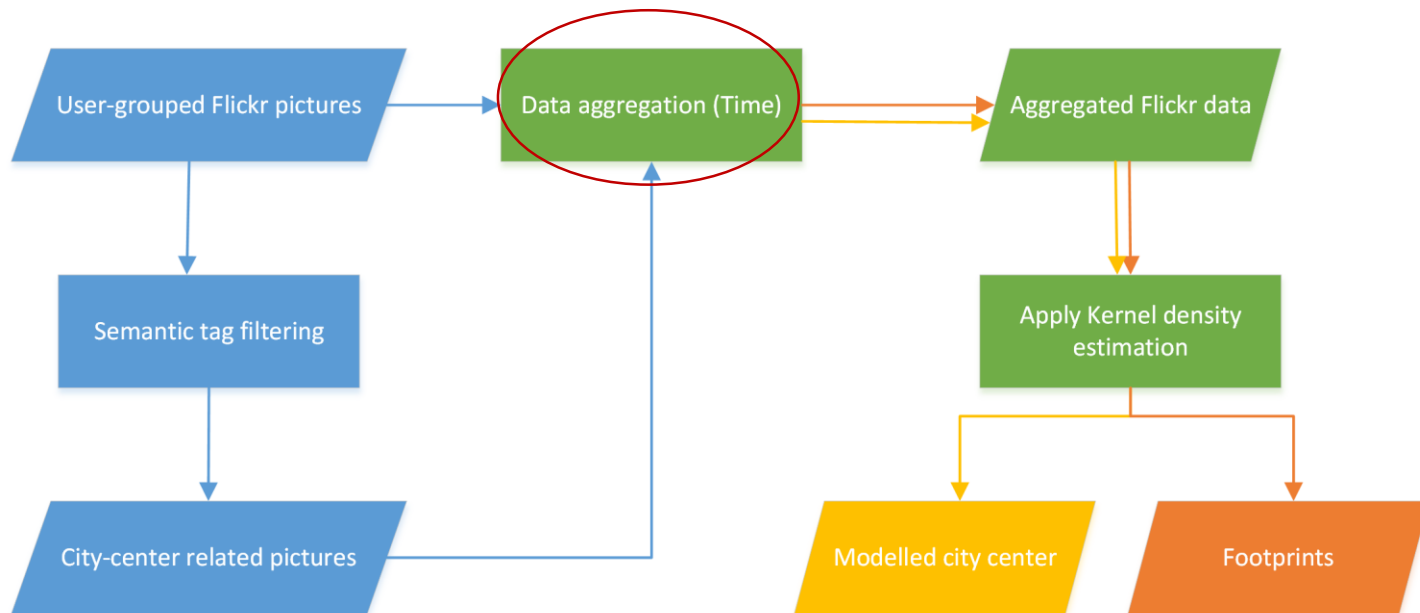 User-grouped Flickr pictures
Data aggregation (Time)
Aggregated Flickr data
Semantic tag filtering
Apply Kernel density
estimation
City-center related pictures
Modelled city center
Footprints